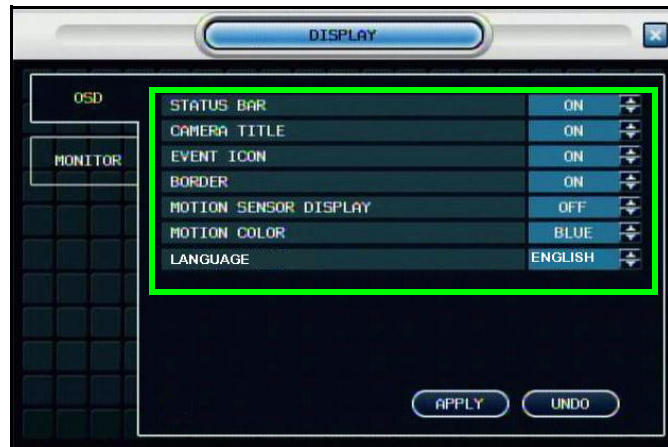 DISPLAY
OSD
MONITOR
STATUS BAR ON
CAMERA TITLE ON
EVENT ICON ON
BORDER ON
MOTION SENSOR DISPLAY OFF
MOTION COLOR BLUE
LANGUAGE ENGLISH
APPLY UNDO